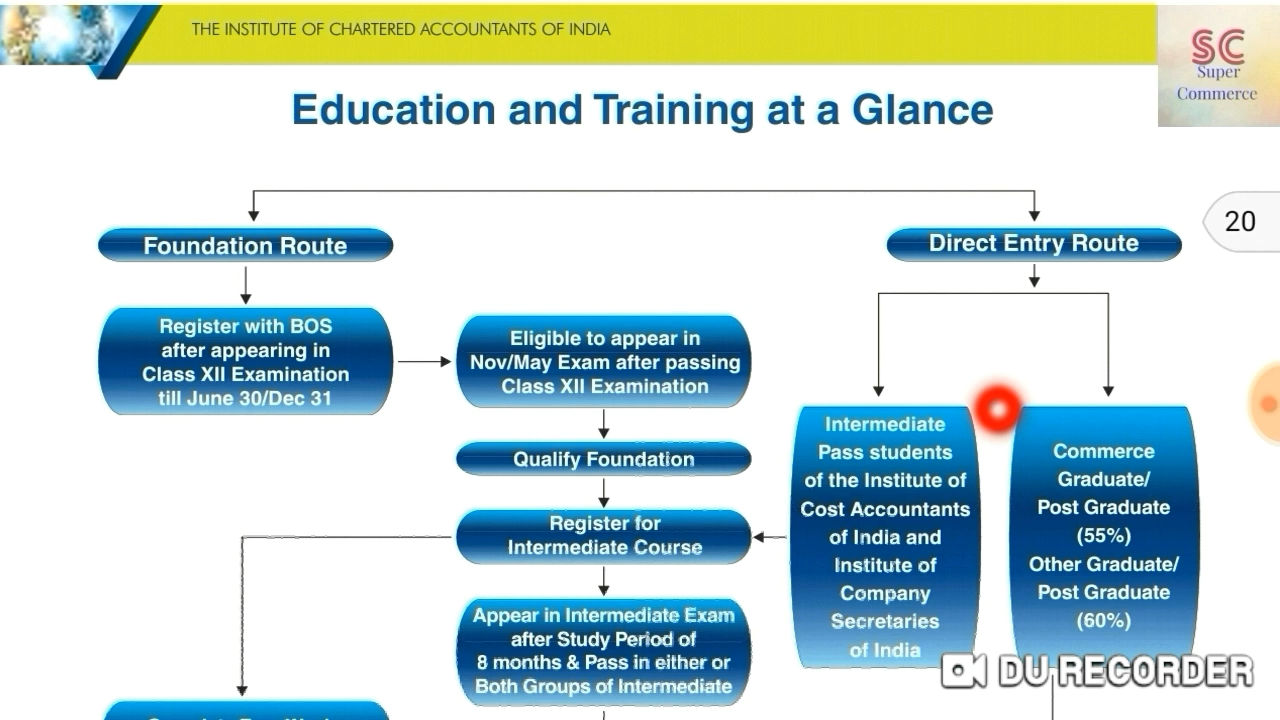 THE INSTITUTE OF CHARTERED ACCOUNTANTS OF INDIA
SC
Super
Commerce
Education and Training at a Glance
Foundation Route
Direct Entry Route
20
Register with BOS
after appearing in
Class XII Examination
till June 30/Dec 31
Eligible to appear in
Nov/May Exam after passing
Class XII Examination
Qualify Foundation
Register for
Intermediate Course
Appear in Intermediate Exam
after Study Period of
8 months & Pass in either or
Both Groups of Intermediate
Intermediate
Pass students
of the Institute of
Cost Accountants
of India and
Institute of
Company
Secretaries
of India
Commerce
Graduate/
Post Graduate
(55%)
Other Graduate/
Post Graduate
(60%)
DU RECORDER